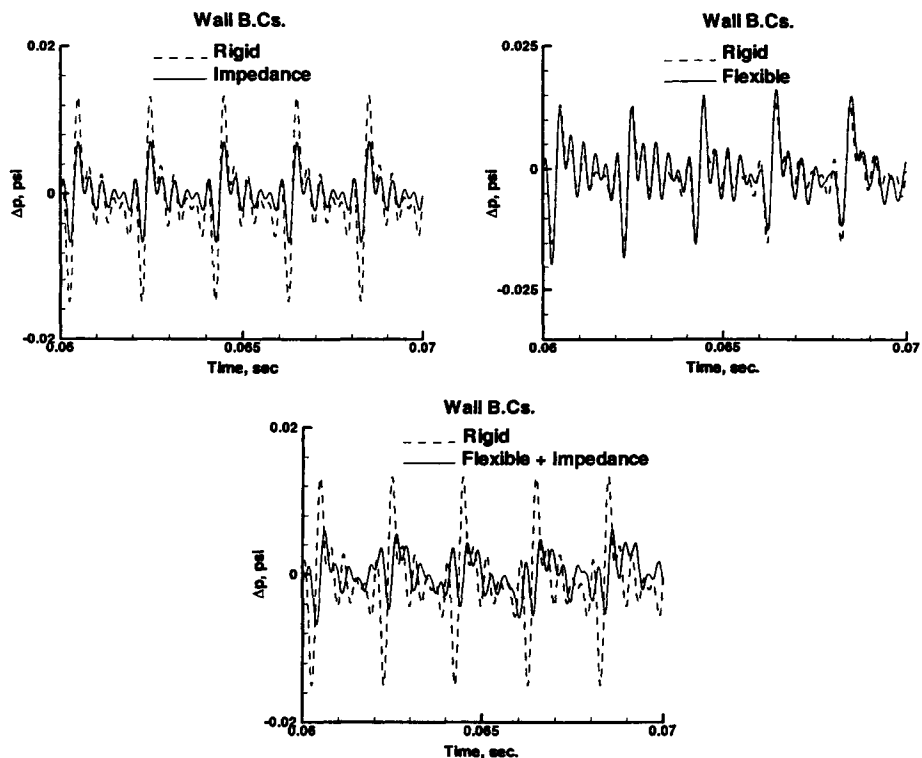 Wall B.Cs.
Rigid
Impedance
0.02
0
-0.02
Δp, psi
0.06
0.065
0.07
Time, sec
Wall B.Cs.
Rigid
Flexible
0.025
0
-0.025
Δp, psi
0.06
0.065
0.07
Time, sec.
Wall B.Cs.
Rigid
Flexible + Impedance
0.02
0
-0.02
Δp, psi
0.06
0.065
0.07
Time, sec.